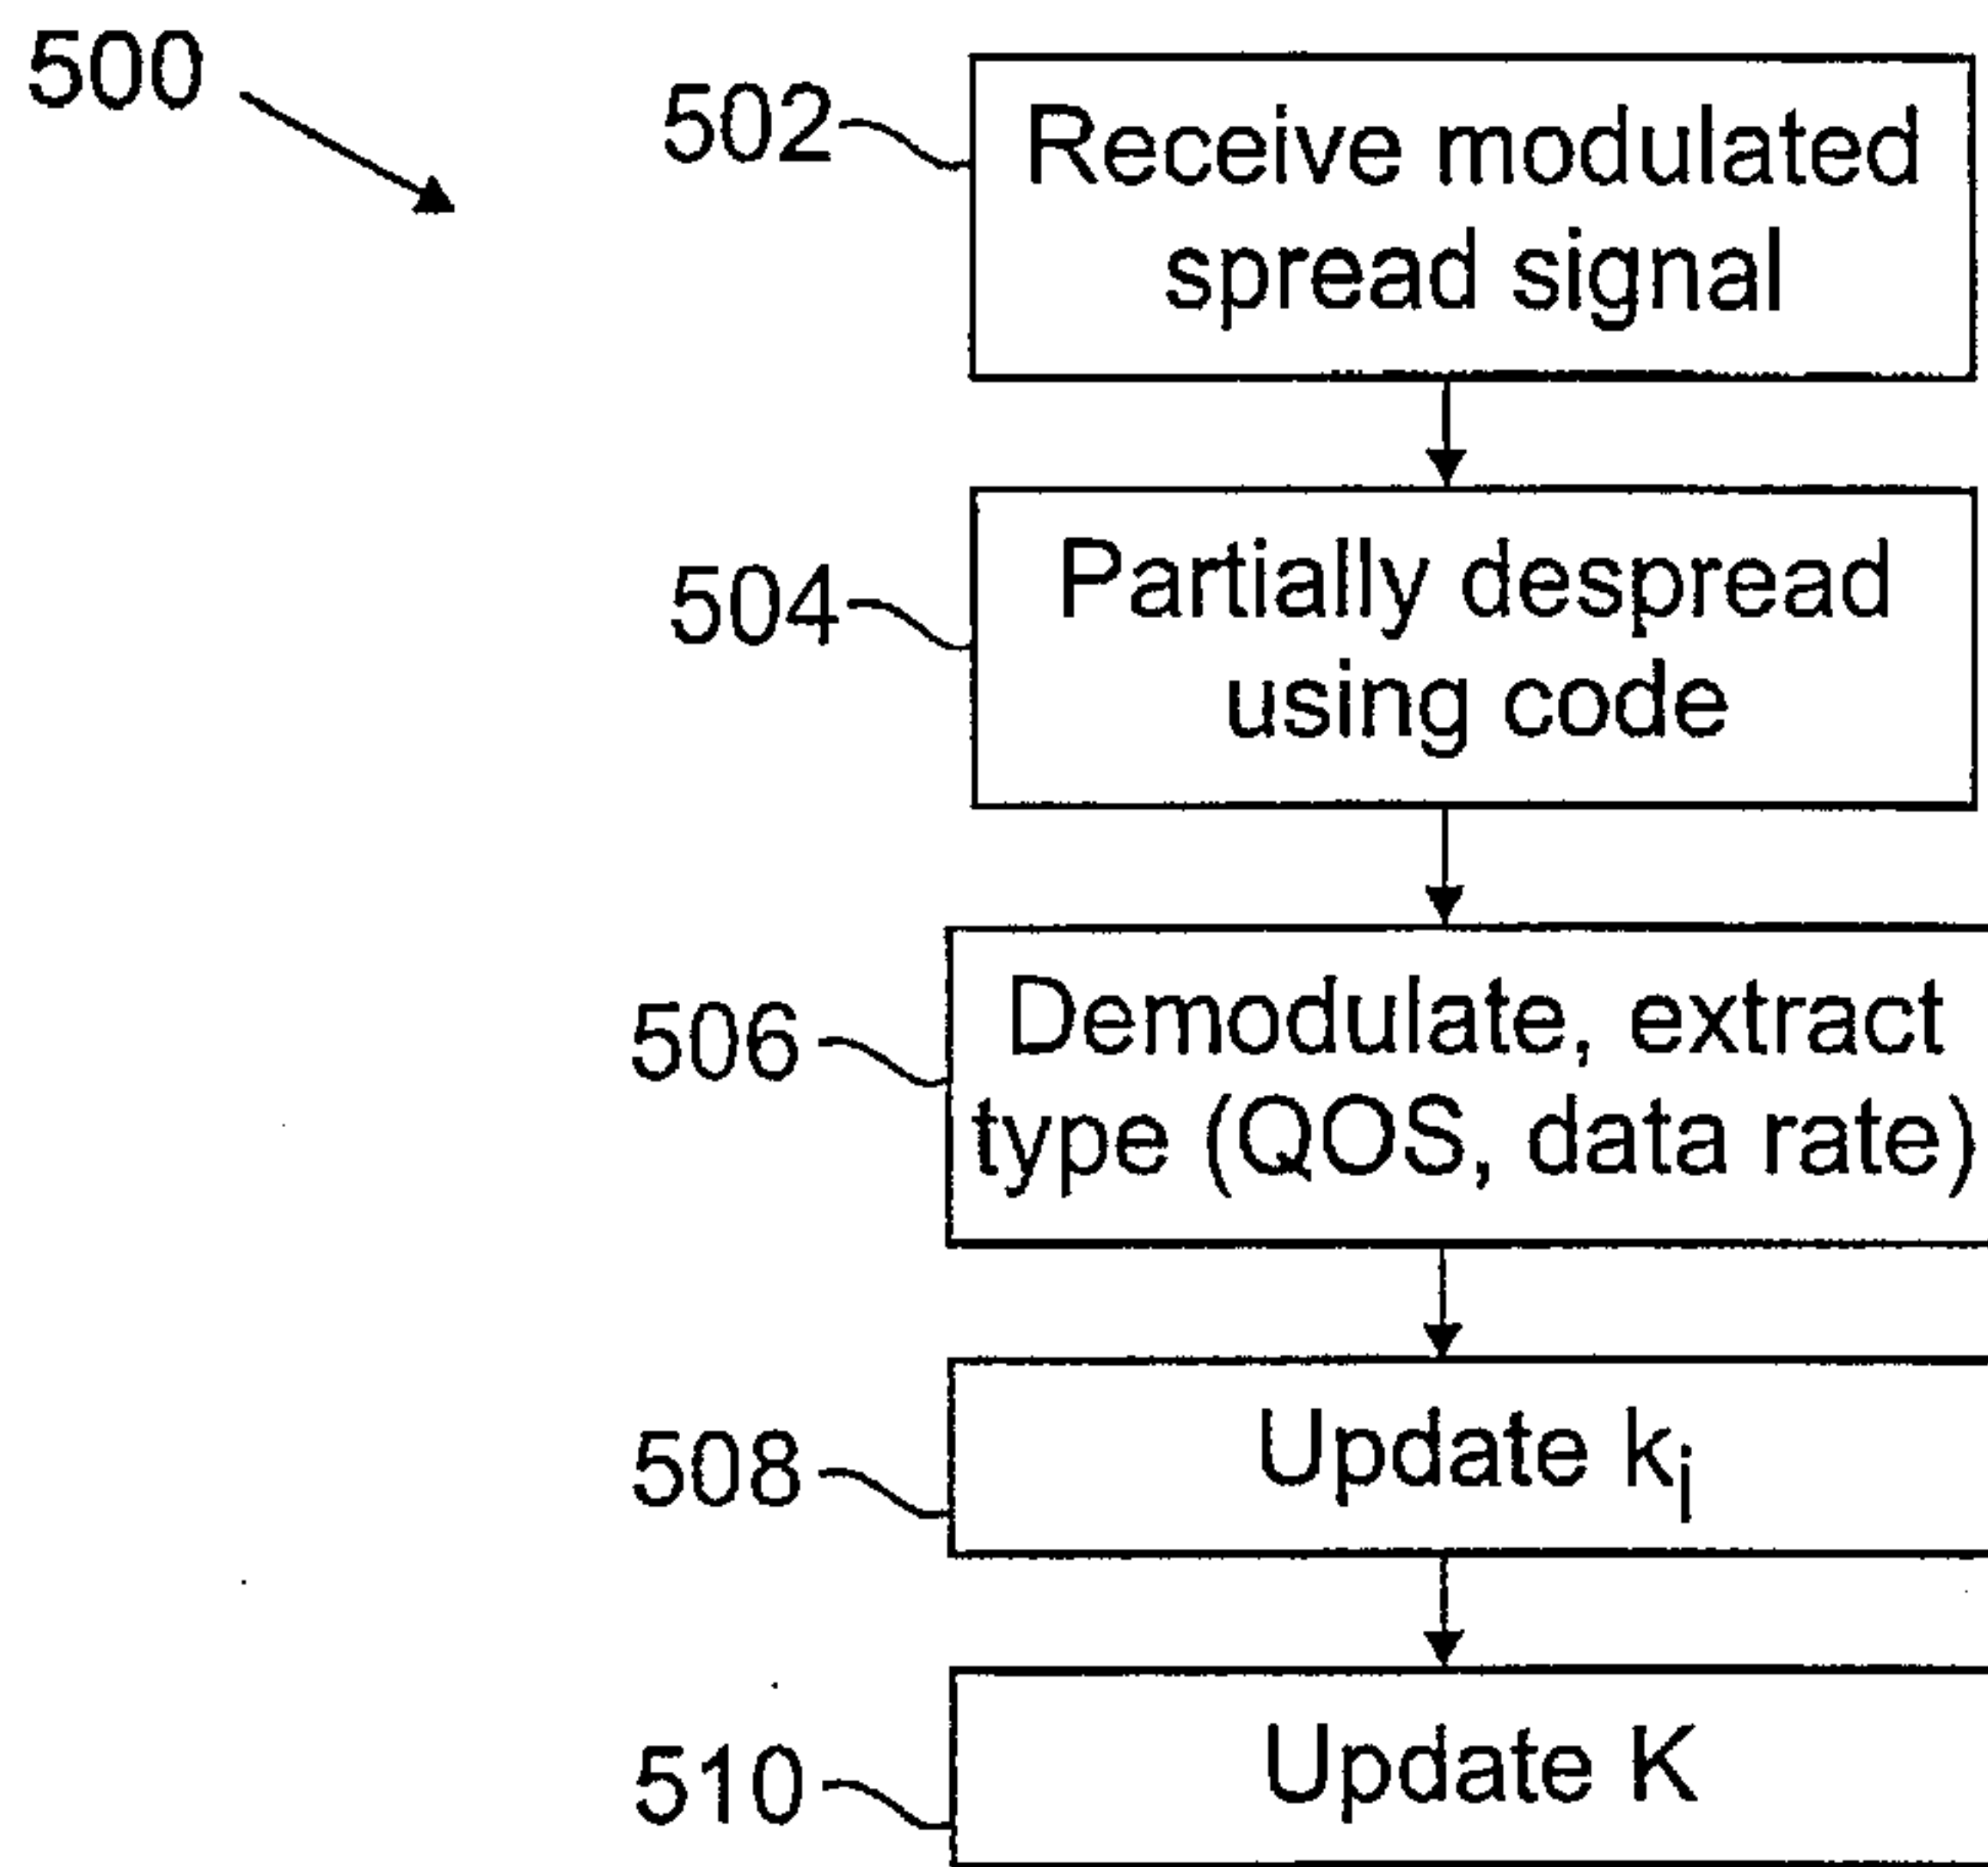 500
502
Receive modulated
spread signal
504
Partially despread
using code
506
Demodulate, extract
type (QOS, data rate)
508
Update kⱼ
510
Update K